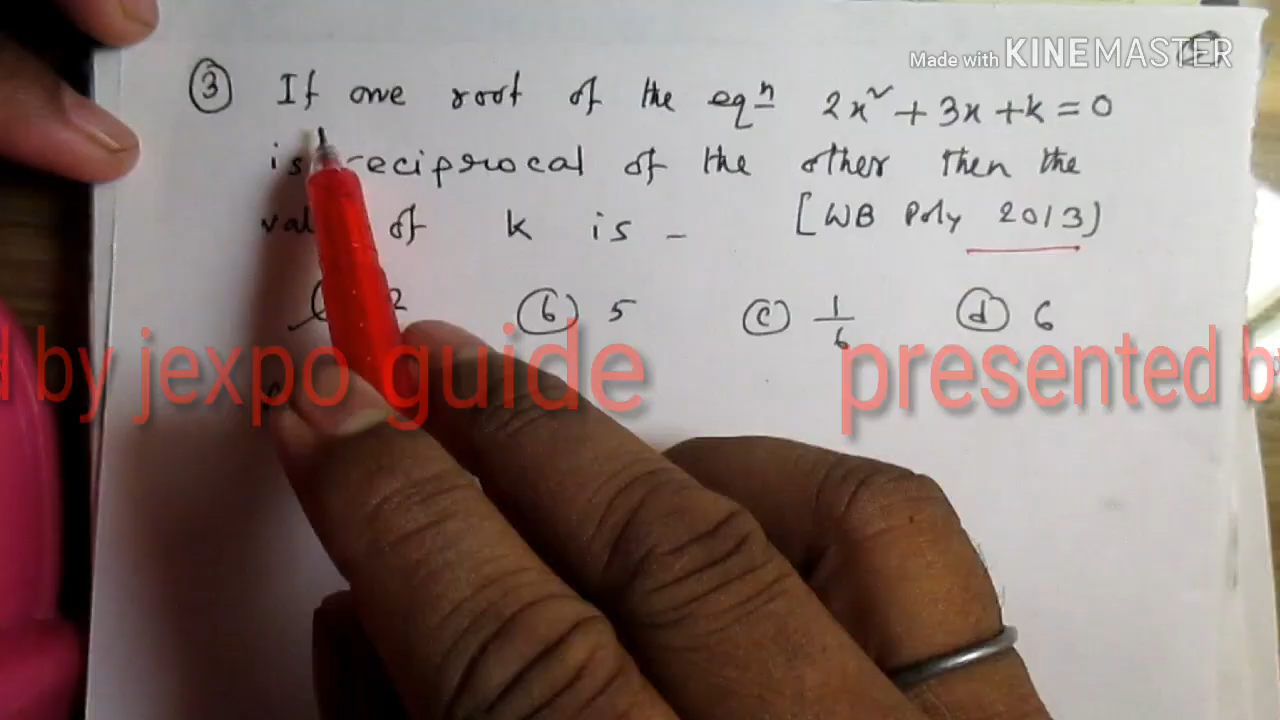 Made with KINEMASTER
③ If one root of the eqn 2x² + 3x + k = 0
is reciprocal of the other then the
of k is - [WB Poly 2013)
2 ⓑ 5 ⓒ 1/6 ⓓ 6
d by jexpo guide presented by